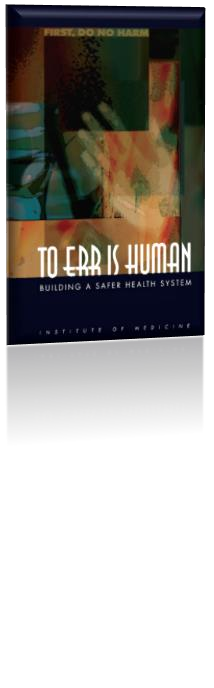 FIRST, DO NO HARM
TO ERR IS HUMAN
BUILDING A SAFER HEALTH SYSTEM
INSTITUTE OF MEDICINE